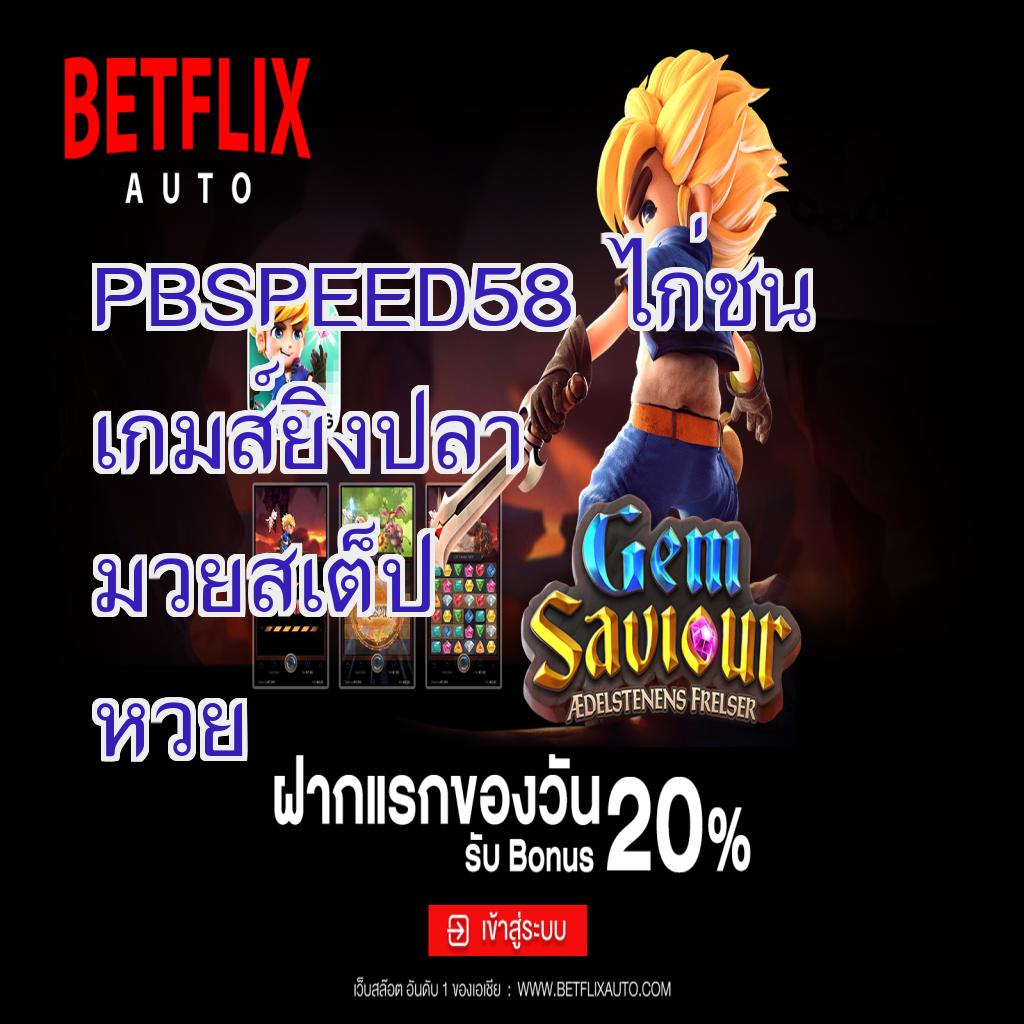 BETFLIX
AUTO
PBSPEED58 ไก่ชน
เกมส์ยิงปลา
มวยสเต็ป
หวย
Gem
Saviour
ÆDELSTENENS FRELSER
ฝากแรกของวัน
รับ Bonus 20%
เข้าสู่ระบบ
เว็บสล๊อต อันดับ 1 ของเอเชีย : WWW.BETFLIXAUTO.COM